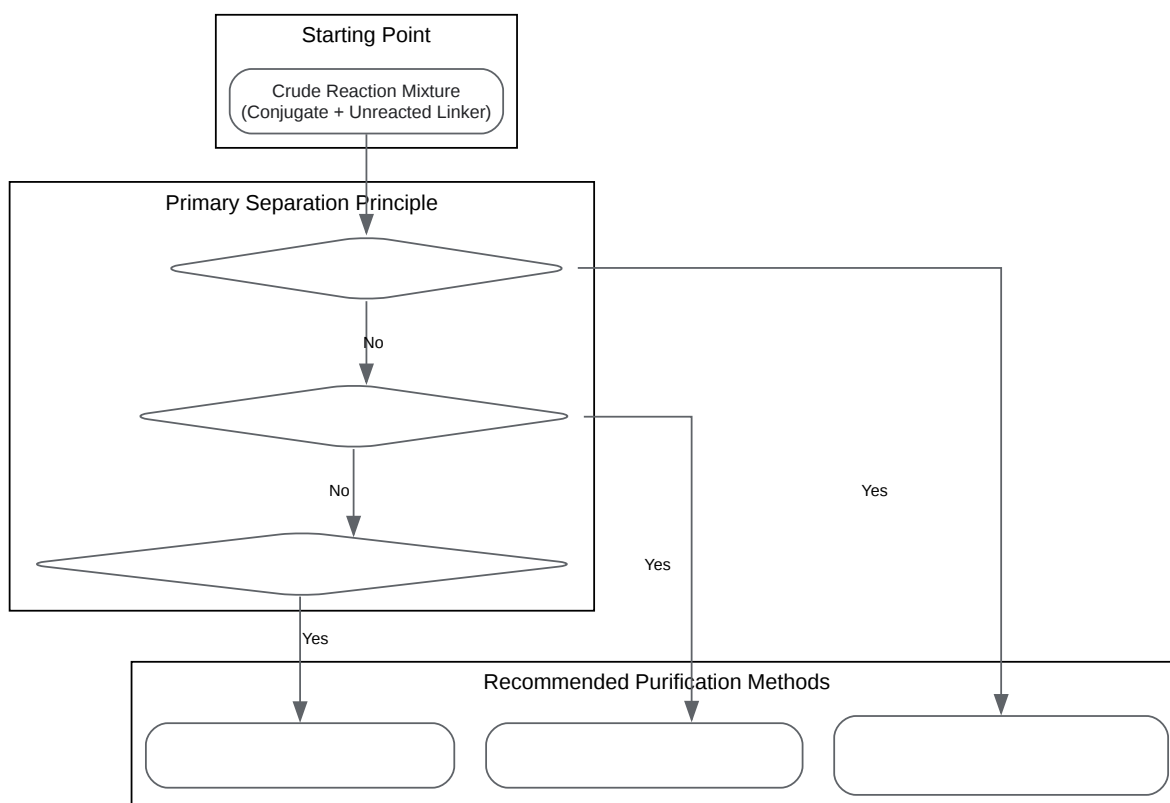 Starting Point
Crude Reaction Mixture
(Conjugate + Unreacted Linker)
Primary Separation Principle
No
No
Yes
Yes
Yes
Recommended Purification Methods